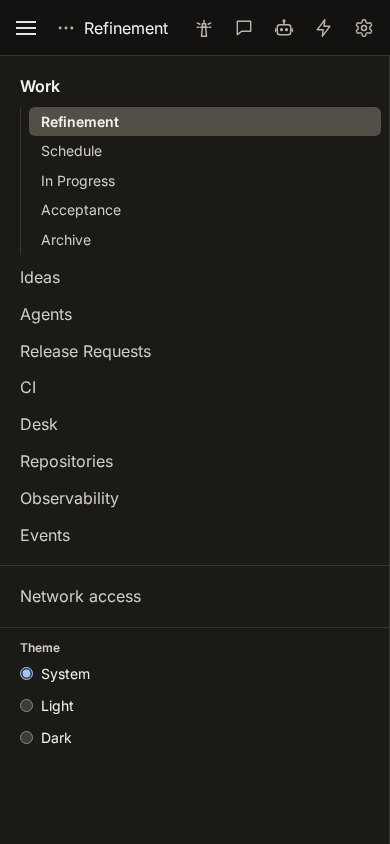 Refinement
Work
Refinement
Schedule
In Progress
Acceptance
Archive
Ideas
Agents
Release Requests
CI
Desk
Repositories
Observability
Events
Network access
Theme
System
Light
Dark